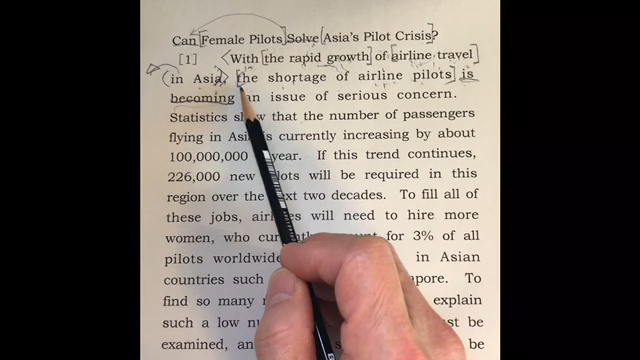 Can Female Pilots Solve Asia's Pilot Crisis?
[1] With the rapid growth of airline travel
in Asia, the shortage of airline pilots is
becoming an issue of serious concern.
Statistics show that the number of passengers
flying in Asia is currently increasing by about
100,000,000 a year. If this trend continues,
226,000 new pilots will be required in this
region over the next two decades. To fill all of
these jobs, airlines will need to hire more
women, who currently account for 3% of all
pilots worldwide in Asian
countries such To
find so many explain
such a low be
examined, be